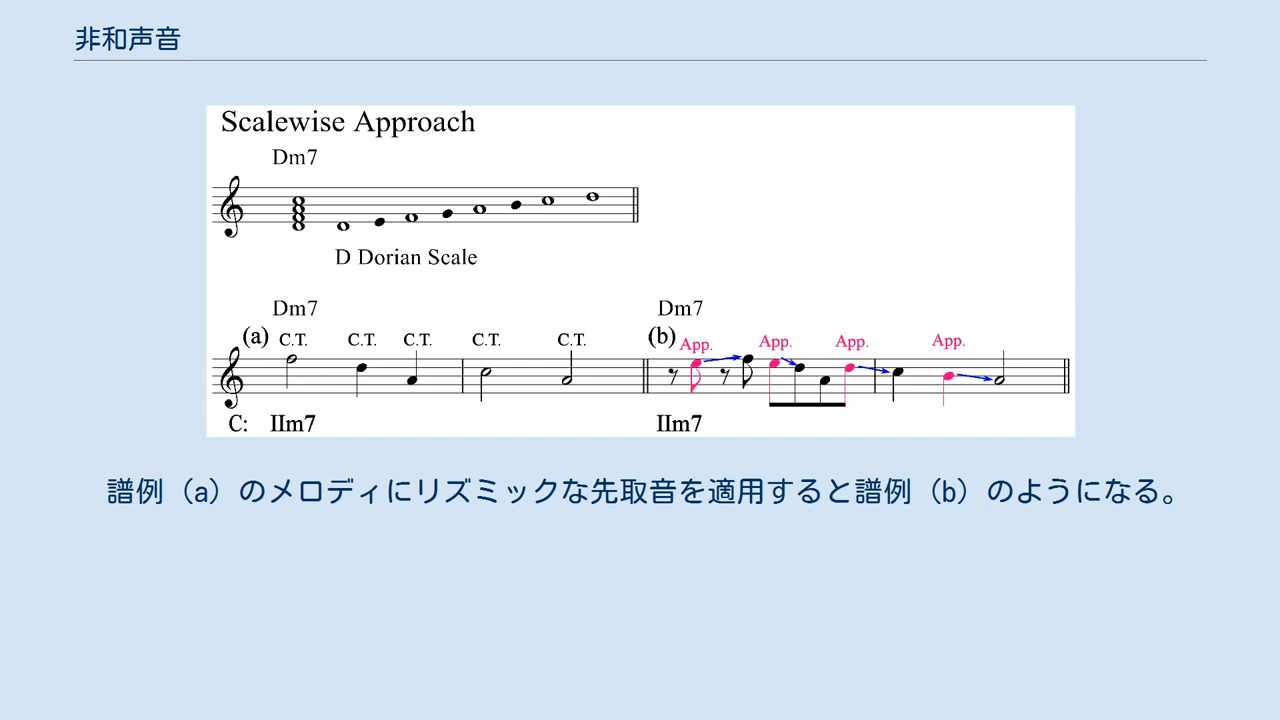 非和声音
Scalewise Approach
Dm7
D Dorian Scale
Dm7 Dm7
(a) C.T. C.T. C.T. C.T. C.T. (b) App. App. App. App.
C: IIm7 IIm7
譜例（a）のメロディにリズミックな先取音を適用すると譜例（b）のようになる。